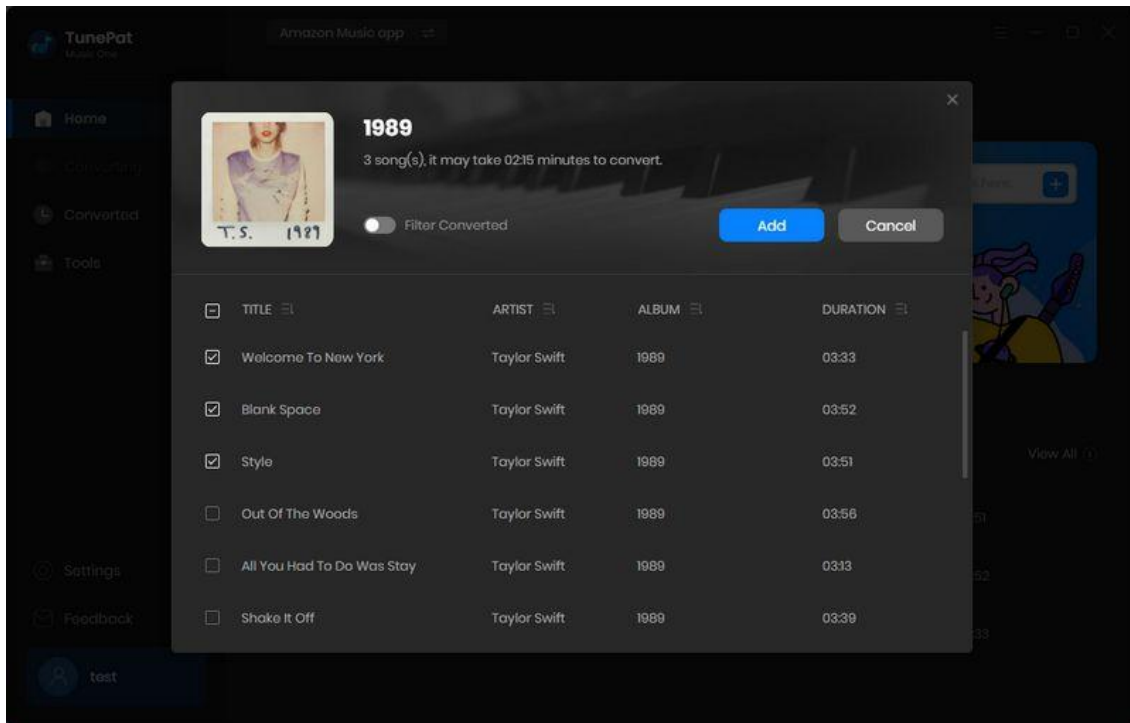 TunePat
Music One
Amazon Music app
Home
Converting
Converted
Tools
Settings
Feedback
test
1989
3 song(s), it may take 02:15 minutes to convert.
T.S. 1989
Filter Converted
Add
Cancel
here.
TITLE ARTIST ALBUM DURATION
Welcome To New York Taylor Swift 1989 03:33
Blank Space Taylor Swift 1989 03:52
Style Taylor Swift 1989 03:51
Out Of The Woods Taylor Swift 1989 03:56
All You Had To Do Was Stay Taylor Swift 1989 03:13
Shake It Off Taylor Swift 1989 03:39
View All
51
52
33